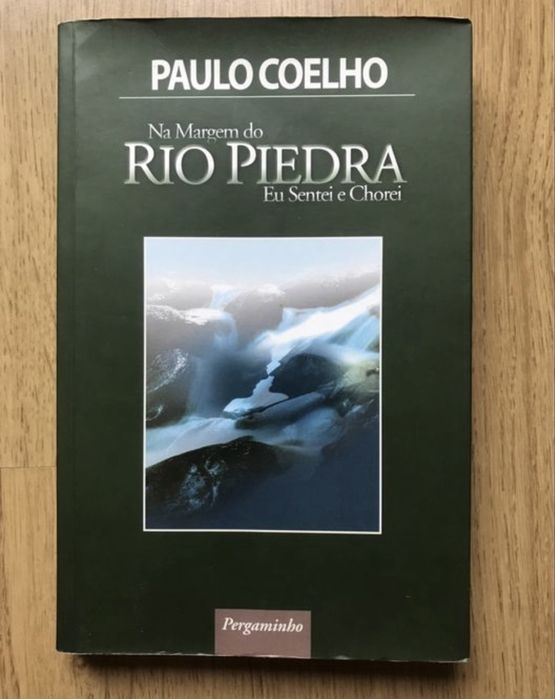 PAULO COELHO
Na Margem do
RIO PIEDRA
Eu Sentei e Chorei
Pergaminho